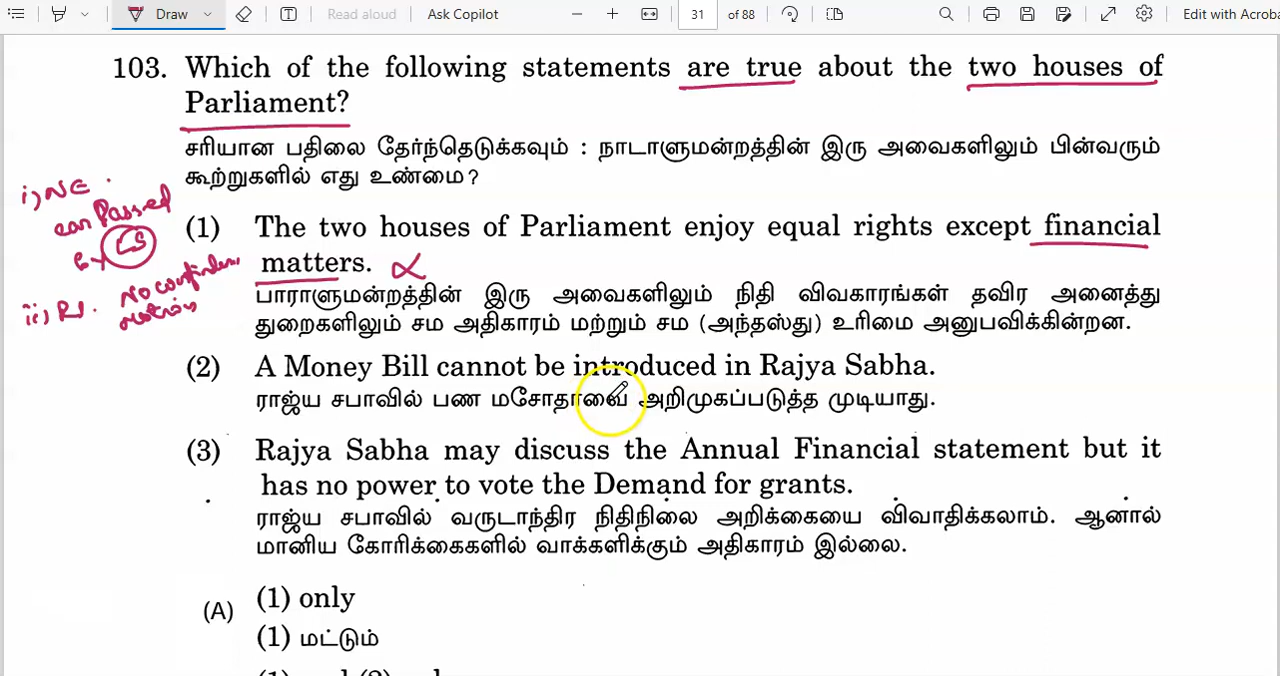 Draw
Read aloud
Ask Copilot
31 of 88
Edit with Acroba
103. Which of the following statements are true about the two houses of
Parliament?
சரியான பதிலை தேர்ந்தெடுக்கவும் : நாடாளுமன்றத்தின் இரு அவைகளிலும் பின்வரும்
கூற்றுகளில் எது உண்மை?
i) NE
can Passed
by LS
ii) RJ. No confidence
motion
(1) The two houses of Parliament enjoy equal rights except financial
matters.
பாராளுமன்றத்தின் இரு அவைகளிலும் நிதி விவகாரங்கள் தவிர அனைத்து
துறைகளிலும் சம அதிகாரம் மற்றும் சம (அந்தஸ்து) உரிமை அனுபவிக்கின்றன.
(2) A Money Bill cannot be introduced in Rajya Sabha.
ராஜ்ய சபாவில் பண மசோதாவை அறிமுகப்படுத்த முடியாது.
(3) Rajya Sabha may discuss the Annual Financial statement but it
has no power to vote the Demand for grants.
ராஜ்ய சபாவில் வருடாந்திர நிதிநிலை அறிக்கையை விவாதிக்கலாம். ஆனால்
மானிய கோரிக்கைகளில் வாக்களிக்கும் அதிகாரம் இல்லை.
(A) (1) only
(1) மட்டும்